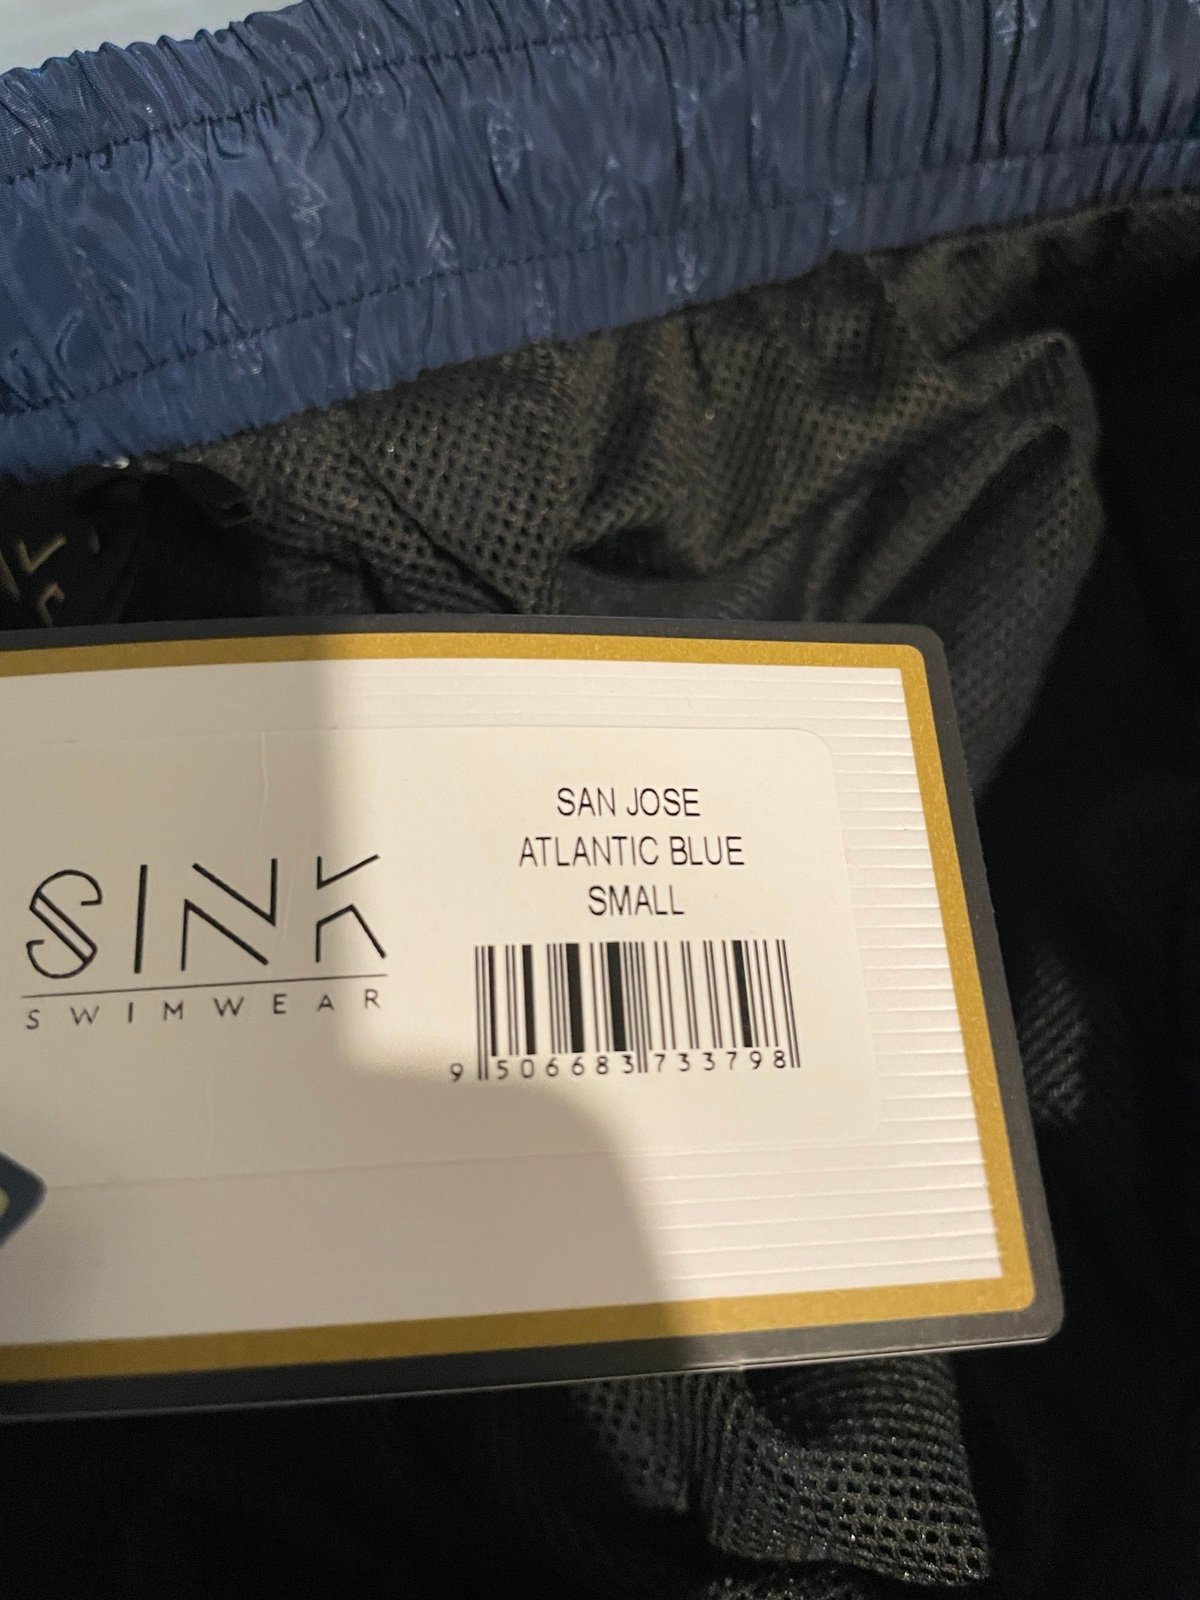 SINK
SWIMWEAR
SAN JOSE
ATLANTIC BLUE
SMALL
9 506683 733798